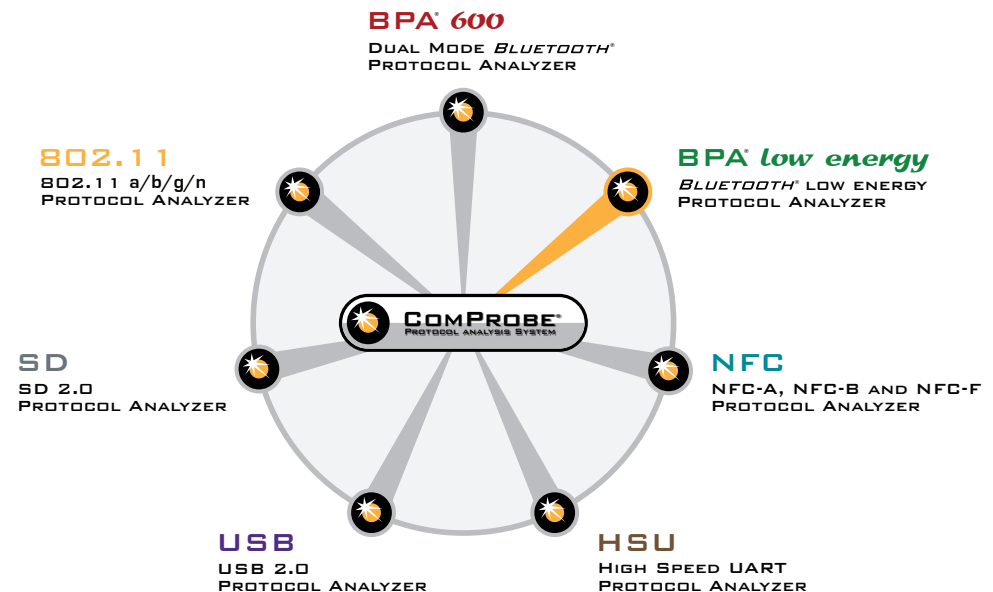 BPA® 600
Dual Mode Bluetooth®
Protocol Analyzer
802.11
802.11 a/b/g/n
Protocol Analyzer
BPA® low energy
Bluetooth® low energy
Protocol Analyzer
ComProbe®
Protocol Analysis System
SD
SD 2.0
Protocol Analyzer
NFC
NFC-A, NFC-B and NFC-F
Protocol Analyzer
USB
USB 2.0
Protocol Analyzer
HSU
High Speed UART
Protocol Analyzer